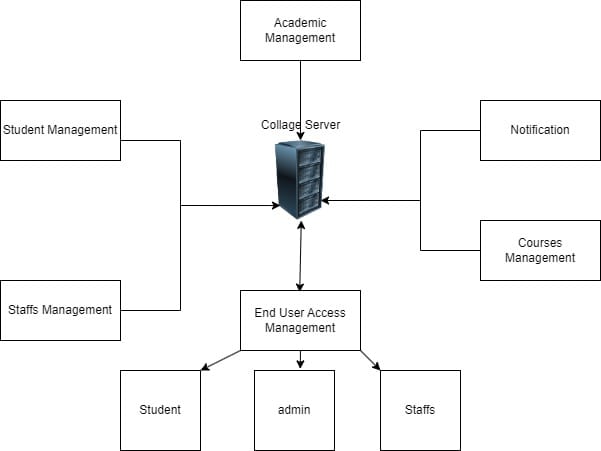 Academic
Management
Collage Server
Student Management
Notification
Courses
Management
Staffs Management
End User Access
Management
Student
admin
Staffs